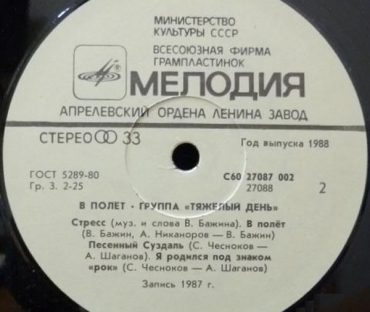 МИНИСТЕРСТВО
КУЛЬТУРЫ СССР
ВСЕСОЮЗНАЯ ФИРМА
ГРАМПЛАСТИНОК
МЕЛОДИЯ
АПРЕЛЕВСКИЙ ОРДЕНА ЛЕНИНА ЗАВОД
СТЕРЕО 33
Год выпуска 1988
ГОСТ 5289-80
Гр. 3. 2-25
С60 27087 002
27088
2
В ПОЛЕТ - ГРУППА «ТЯЖЕЛЫЙ ДЕНЬ»
Стресс (муз. и слова В. Бажина). В полёт
(В. Бажин, А. Никаноров — В. Бажин)
Песенный Суздаль (С. Чесноков —
А. Шаганов). Я родился под знаком
«рок» (С. Чесноков — А. Шаганов)
Запись 1987 г.